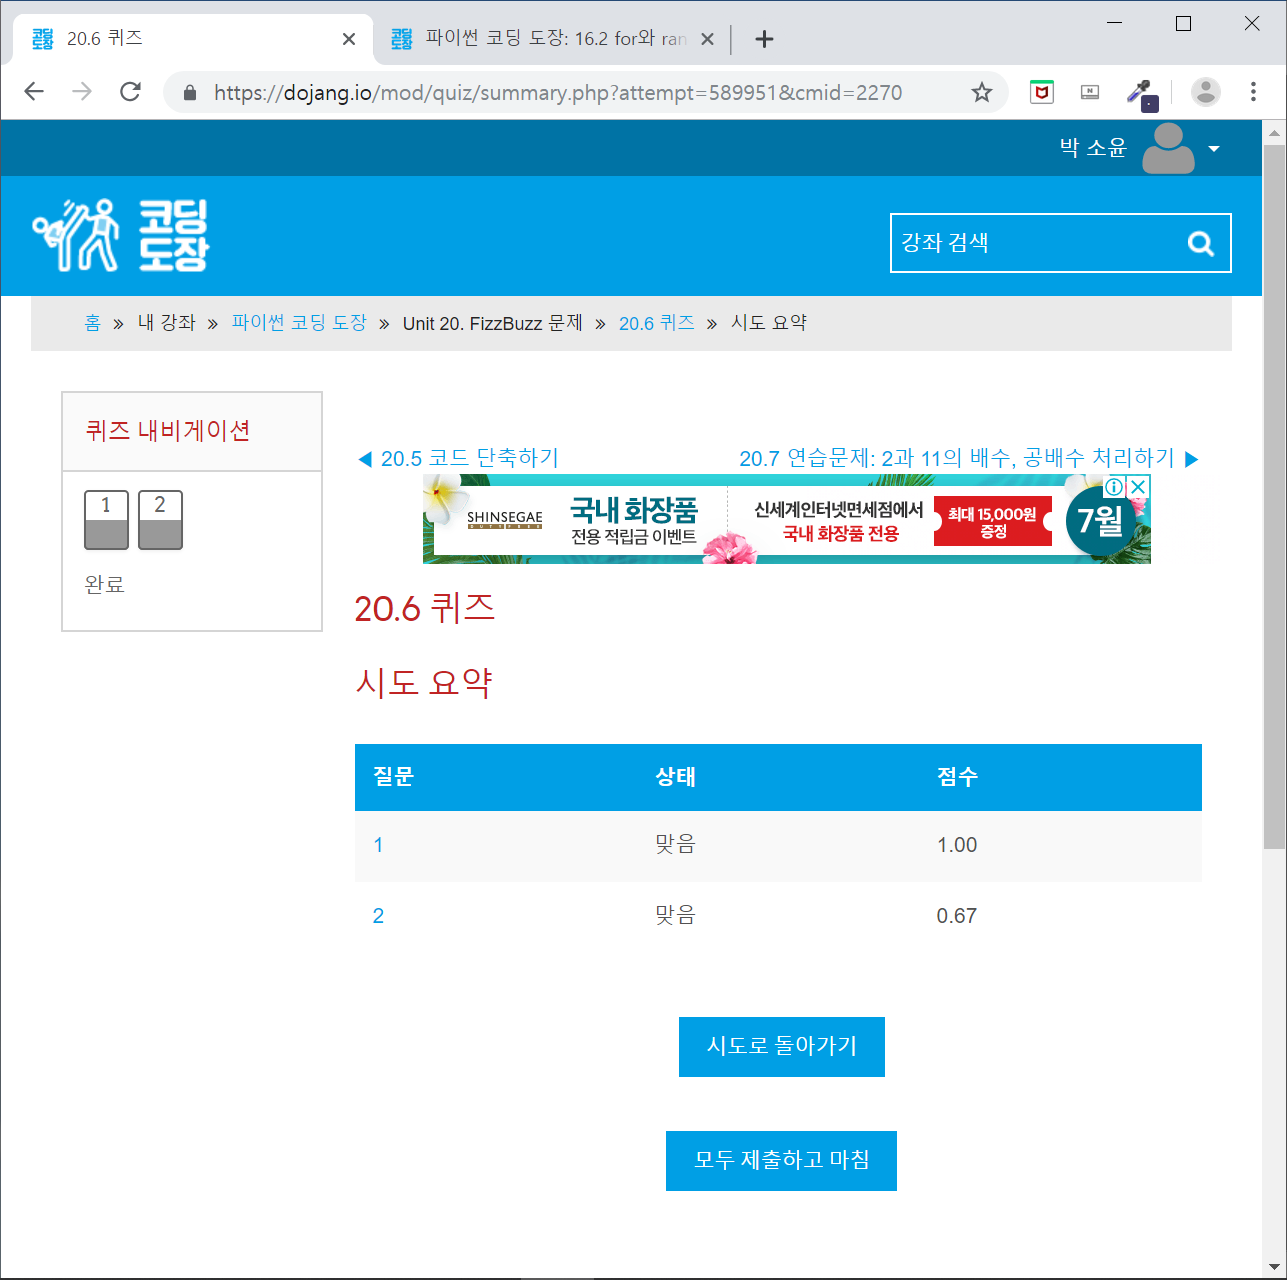 20.6 퀴즈
파이썬 코딩 도장: 16.2 for와 ran
https://dojang.io/mod/quiz/summary.php?attempt=589951&cmid=2270
박 소윤
코딩
도장
강좌 검색
홈 » 내 강좌 » 파이썬 코딩 도장 » Unit 20. FizzBuzz 문제 » 20.6 퀴즈 » 시도 요약
퀴즈 내비게이션
1 2
완료
◀ 20.5 코드 단축하기
20.7 연습문제: 2과 11의 배수, 공배수 처리하기 ▶
SHINSEGAE
DUTY FREE
국내 화장품
전용 적립금 이벤트
신세계인터넷면세점에서
국내 화장품 전용
최대 15,000원
증정
7월
20.6 퀴즈
시도 요약
질문 상태 점수
1 맞음 1.00
2 맞음 0.67
시도로 돌아가기
모두 제출하고 마침